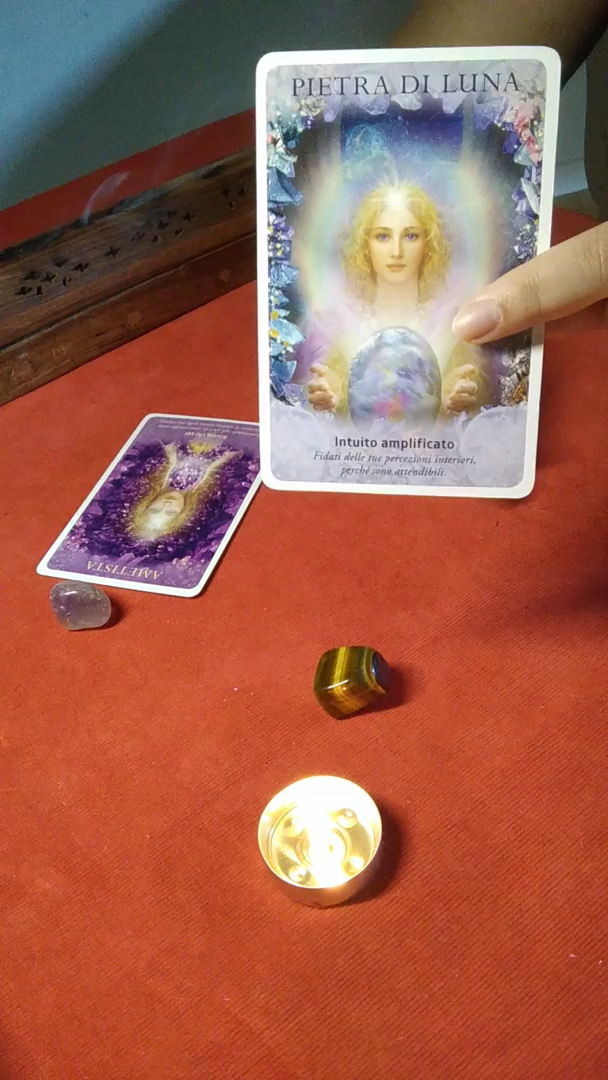 PIETRA DI LUNA
Intuito amplificato
Fidati delle tue percezioni interiori,
perché sono attendibili.
AMETISTA